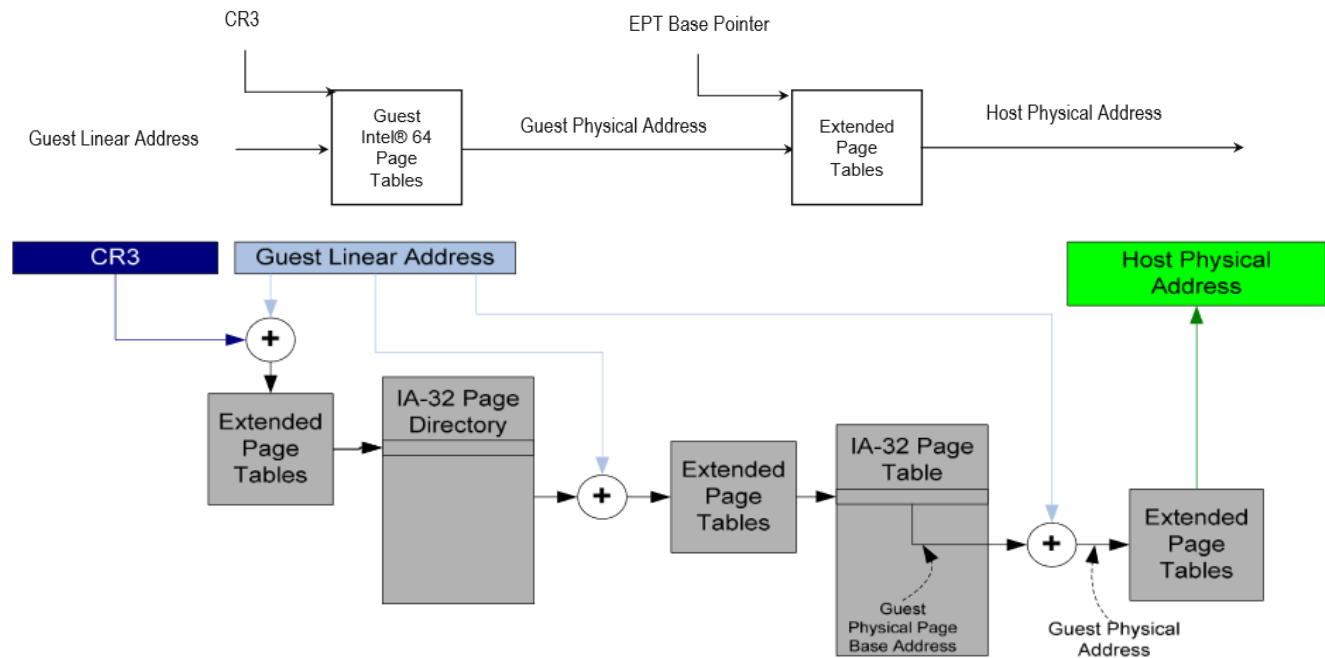 CR3
EPT Base Pointer
Guest Linear Address
Guest
Intel® 64
Page
Tables
Guest Physical Address
Extended
Page
Tables
Host Physical Address
CR3
Guest Linear Address
Host Physical
Address
+
Extended
Page
Tables
IA-32 Page
Directory
+
Extended
Page
Tables
IA-32 Page
Table
Guest
Physical Page
Base Address
+
Guest Physical
Address
Extended
Page
Tables